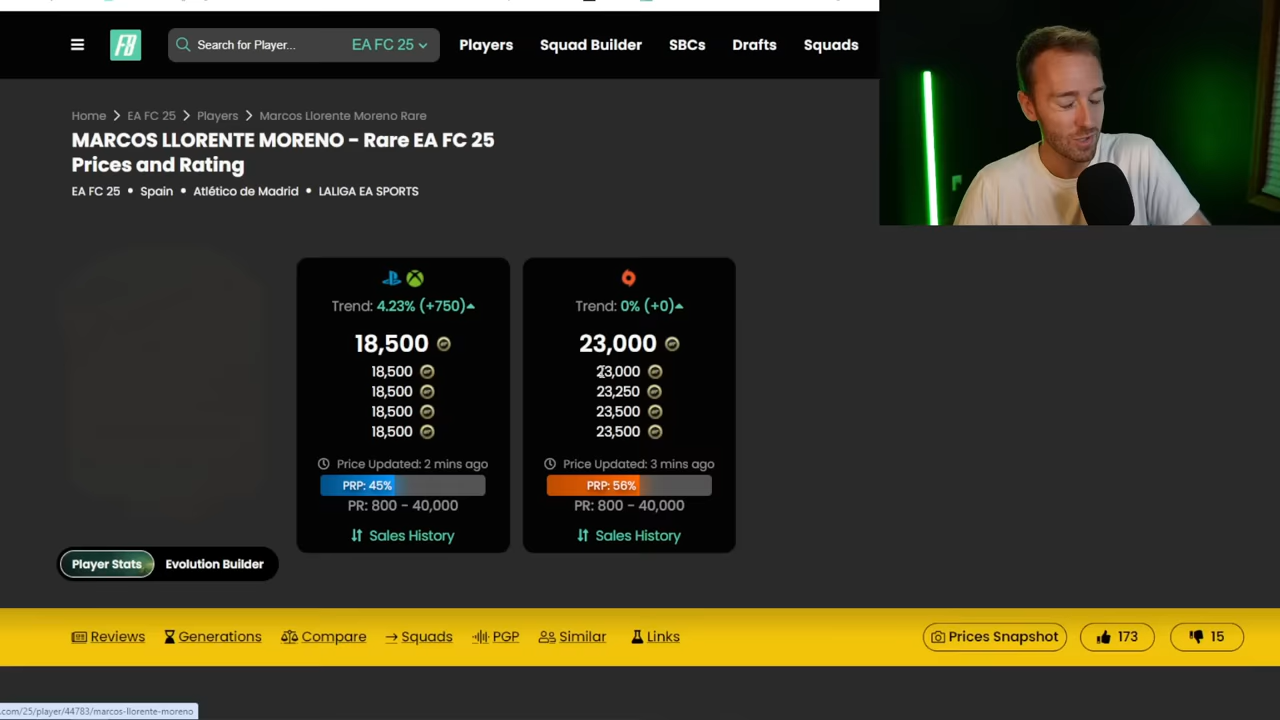 FB
Search for Player...
EA FC 25
Players
Squad Builder
SBCs
Drafts
Squads
Home
EA FC 25
Players
Marcos Llorente Moreno Rare
MARCOS LLORENTE MORENO - Rare EA FC 25
Prices and Rating
EA FC 25 • Spain • Atlético de Madrid • LALIGA EA SPORTS
Trend: 4.23% (+750)
18,500
18,500
18,500
18,500
18,500
Price Updated: 2 mins ago
PRP: 45%
PR: 800 - 40,000
Sales History
Trend: 0% (+0)
23,000
23,000
23,250
23,500
23,500
Price Updated: 3 mins ago
PRP: 56%
PR: 800 - 40,000
Sales History
Player Stats
Evolution Builder
Reviews
Generations
Compare
Squads
PGP
Similar
Links
Prices Snapshot
173
15
.com/25/player/44783/marcos-llorente-moreno